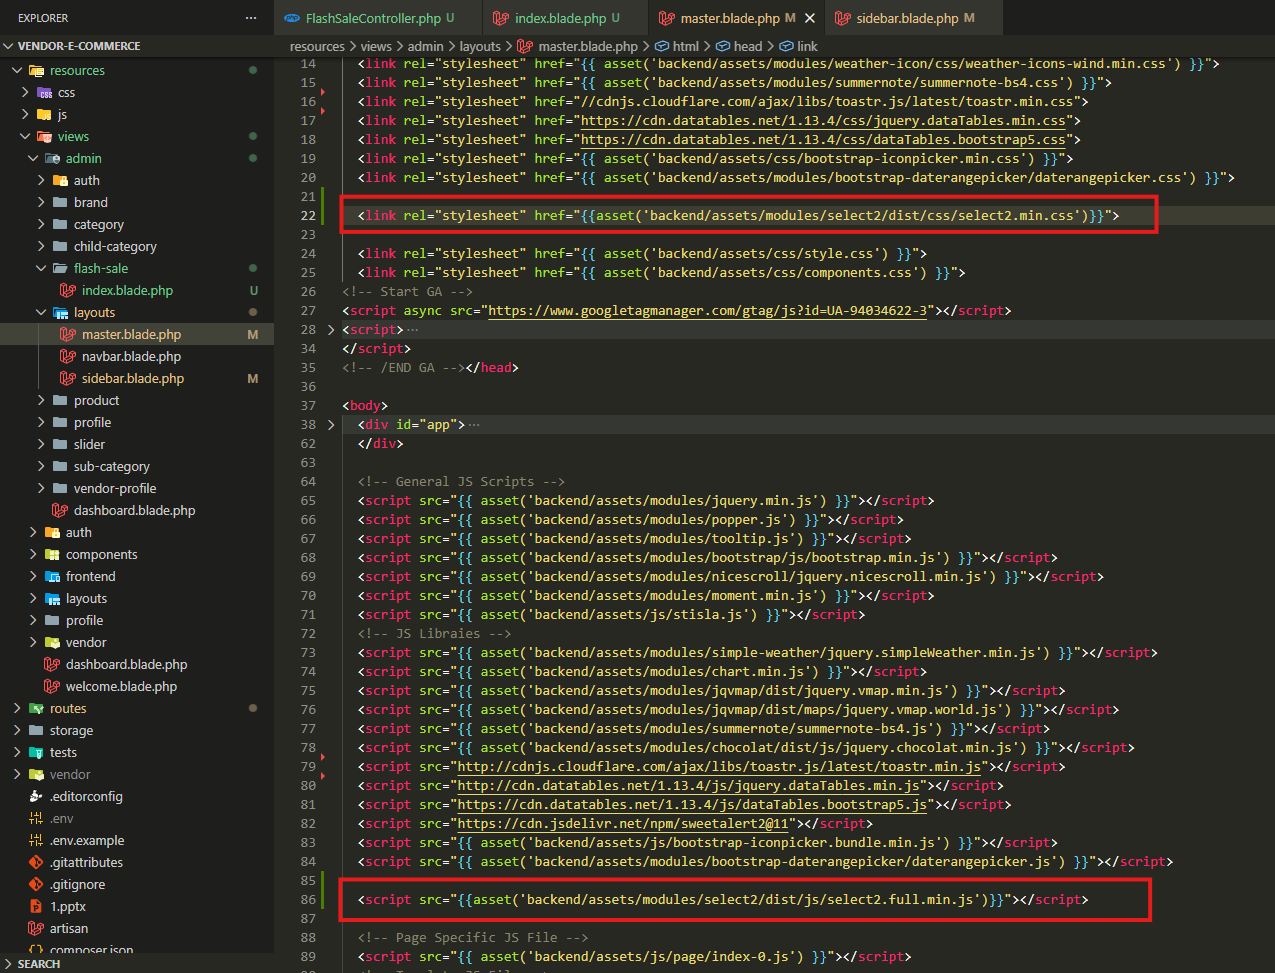 EXPLORER ···
VENDOR-E-COMMERCE
resources
css
js
views
admin
auth
brand
category
child-category
flash-sale
index.blade.php U
layouts
master.blade.php M
navbar.blade.php
sidebar.blade.php M
product
profile
slider
sub-category
vendor-profile
dashboard.blade.php
auth
components
frontend
layouts
profile
vendor
dashboard.blade.php
welcome.blade.php
routes
storage
tests
vendor
.editorconfig
.env
.env.example
.gitattributes
.gitignore
1.pptx
artisan
composer.json
SEARCH
FlashSaleController.php U index.blade.php U master.blade.php M sidebar.blade.php M
resources > views > admin > layouts > master.blade.php > html > head > link
14 <link rel="stylesheet" href="{{ asset('backend/assets/modules/weather-icon/css/weather-icons-wind.min.css') }}">
15 <link rel="stylesheet" href="{{ asset('backend/assets/modules/summernote/summernote-bs4.css') }}">
16 <link rel="stylesheet" href="//cdnjs.cloudflare.com/ajax/libs/toastr.js/latest/toastr.min.css">
17 <link rel="stylesheet" href="https://cdn.datatables.net/1.13.4/css/jquery.dataTables.min.css">
18 <link rel="stylesheet" href="https://cdn.datatables.net/1.13.4/css/dataTables.bootstrap5.css">
19 <link rel="stylesheet" href="{{ asset('backend/assets/css/bootstrap-iconpicker.min.css') }}">
20 <link rel="stylesheet" href="{{ asset('backend/assets/modules/bootstrap-daterangepicker/daterangepicker.css') }}">
21
22 <link rel="stylesheet" href="{{asset('backend/assets/modules/select2/dist/css/select2.min.css')}}">
23
24 <link rel="stylesheet" href="{{ asset('backend/assets/css/style.css') }}">
25 <link rel="stylesheet" href="{{ asset('backend/assets/css/components.css') }}">
26 <!-- Start GA -->
27 <script async src="https://www.googletagmanager.com/gtag/js?id=UA-94034622-3"></script>
28 <script>···
34 </script>
35 <!-- /END GA --></head>
36
37 <body>
38 <div id="app">···
62 </div>
63
64 <!-- General JS Scripts -->
65 <script src="{{ asset('backend/assets/modules/jquery.min.js') }}"></script>
66 <script src="{{ asset('backend/assets/modules/popper.js') }}"></script>
67 <script src="{{ asset('backend/assets/modules/tooltip.js') }}"></script>
68 <script src="{{ asset('backend/assets/modules/bootstrap/js/bootstrap.min.js') }}"></script>
69 <script src="{{ asset('backend/assets/modules/nicescroll/jquery.nicescroll.min.js') }}"></script>
70 <script src="{{ asset('backend/assets/modules/moment.min.js') }}"></script>
71 <script src="{{ asset('backend/assets/js/stisla.js') }}"></script>
72 <!-- JS Libraies -->
73 <script src="{{ asset('backend/assets/modules/simple-weather/jquery.simpleWeather.min.js') }}"></script>
74 <script src="{{ asset('backend/assets/modules/chart.min.js') }}"></script>
75 <script src="{{ asset('backend/assets/modules/jqvmap/dist/jquery.vmap.min.js') }}"></script>
76 <script src="{{ asset('backend/assets/modules/jqvmap/dist/maps/jquery.vmap.world.js') }}"></script>
77 <script src="{{ asset('backend/assets/modules/summernote/summernote-bs4.js') }}"></script>
78 <script src="{{ asset('backend/assets/modules/chocolat/dist/js/jquery.chocolat.min.js') }}"></script>
79 <script src="http://cdnjs.cloudflare.com/ajax/libs/toastr.js/latest/toastr.min.js"></script>
80 <script src="http://cdn.datatables.net/1.13.4/js/jquery.dataTables.min.js"></script>
81 <script src="https://cdn.datatables.net/1.13.4/js/dataTables.bootstrap5.js"></script>
82 <script src="https://cdn.jsdelivr.net/npm/sweetalert2@11"></script>
83 <script src="{{ asset('backend/assets/js/bootstrap-iconpicker.bundle.min.js') }}"></script>
84 <script src="{{ asset('backend/assets/modules/bootstrap-daterangepicker/daterangepicker.js') }}"></script>
85
86 <script src="{{asset('backend/assets/modules/select2/dist/js/select2.full.min.js')}}"></script>
87
88 <!-- Page Specific JS File -->
89 <script src="{{ asset('backend/assets/js/page/index-0.js') }}"></script>